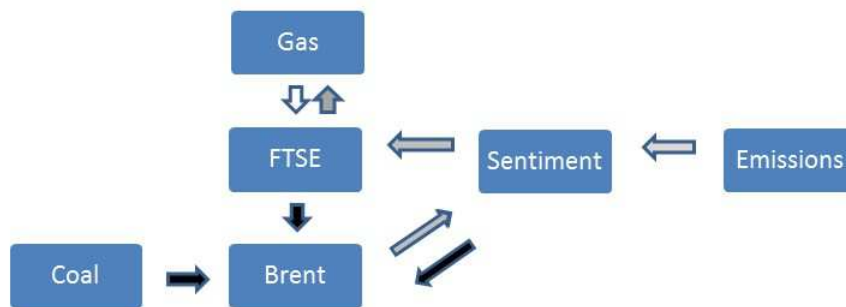 Gas
FTSE
Sentiment
Emissions
Coal
Brent